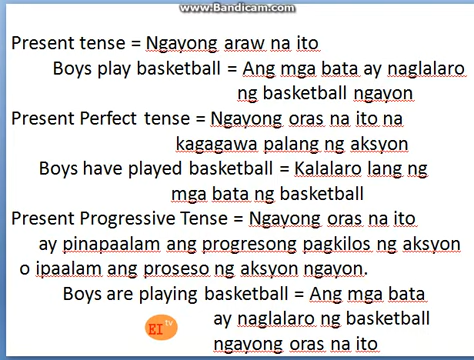 www.Bandicam.com
Present tense = Ngayong araw na ito
Boys play basketball = Ang mga bata ay naglalaro
ng basketball ngayon
Present Perfect tense = Ngayong oras na ito na
kagagawa palang ng aksyon
Boys have played basketball = Kalalaro lang ng
mga bata ng basketball
Present Progressive Tense = Ngayong oras na ito
ay pinapaalam ang progresong pagkilos ng aksyon
o ipaalam ang proseso ng aksyon ngayon.
Boys are playing basketball = Ang mga bata
ay naglalaro ng basketball
ngayong oras na ito
EI tv